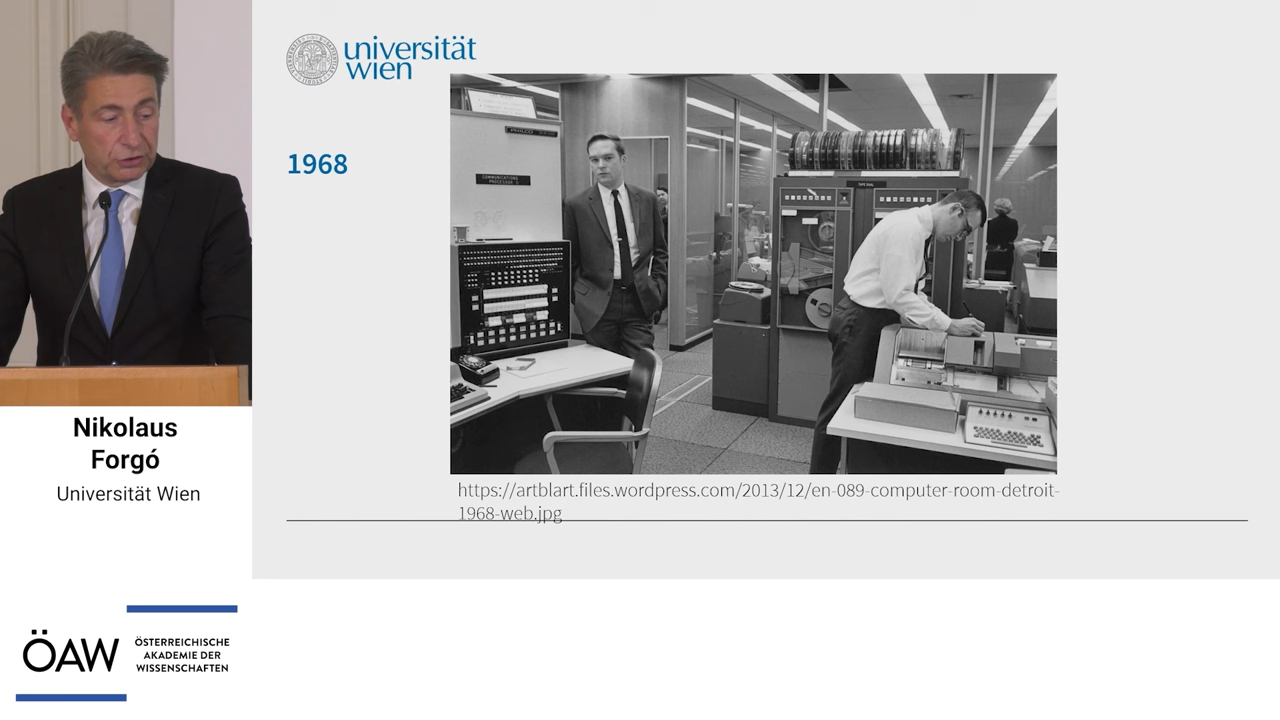 universität
wien
1968
PHILCO
COMMUNICATIONS
PROCESSOR
https://artblart.files.wordpress.com/2013/12/en-089-computer-room-detroit-
1968-web.jpg
Nikolaus
Forgó
Universität Wien
ÖAW
ÖSTERREICHISCHE
AKADEMIE DER
WISSENSCHAFTEN